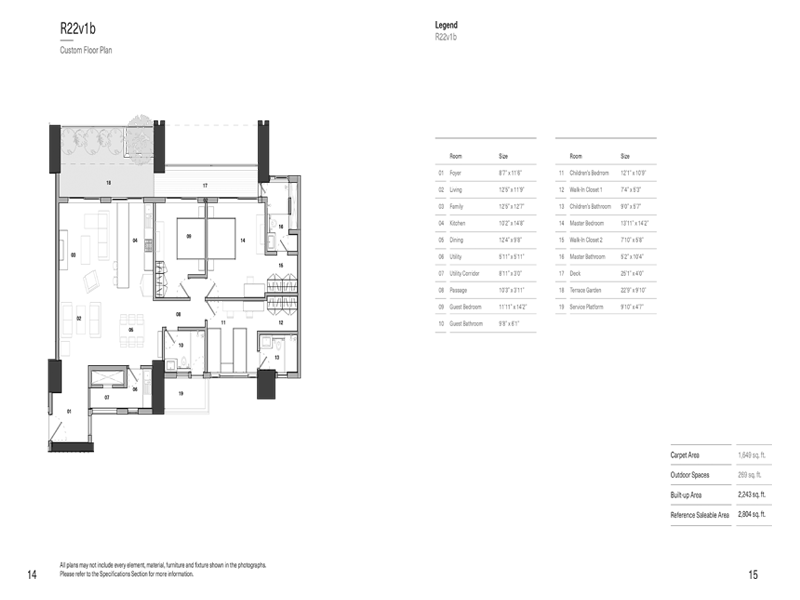 R22v1b
Custom Floor Plan
18
17
03
04
09
14
16
15
02
05
08
11
12
10
13
07
06
19
01
All plans may not include every element, material, furniture and fixture shown in the photographs.
Please refer to the Specifications Section for more information.
14
Legend
R22v1b
Room Size
01 Foyer 8'7" x 11'6"
02 Living 12'5" x 11'9"
03 Family 12'5" x 12'7"
04 Kitchen 10'2" x 14'8"
05 Dining 12'4" x 9'9"
06 Utility 5'11" x 5'11"
07 Utility Corridor 8'11" x 3'0"
08 Passage 10'3" x 3'11"
09 Guest Bedroom 11'11" x 14'2"
10 Guest Bathroom 9'8" x 6'1"
Room Size
11 Children's Bedrrom 12'1" x 10'9"
12 Walk-In Closet 1 7'4" x 5'3"
13 Children's Bathroom 9'0" x 5'7"
14 Master Bedroom 13'11" x 14'2"
15 Walk-In Closet 2 7'10" x 6'8"
16 Master Bathroom 5'2" x 10'4"
17 Deck 25'1" x 4'0"
18 Terrace Garden 22'9" x 9'10"
19 Service Platform 9'10" x 4'7"
Carpet Area 1,649 sq. ft.
Outdoor Spaces 269 sq. ft.
Built-up Area 2,243 sq. ft.
Reference Saleable Area 2,804 sq. ft.
15